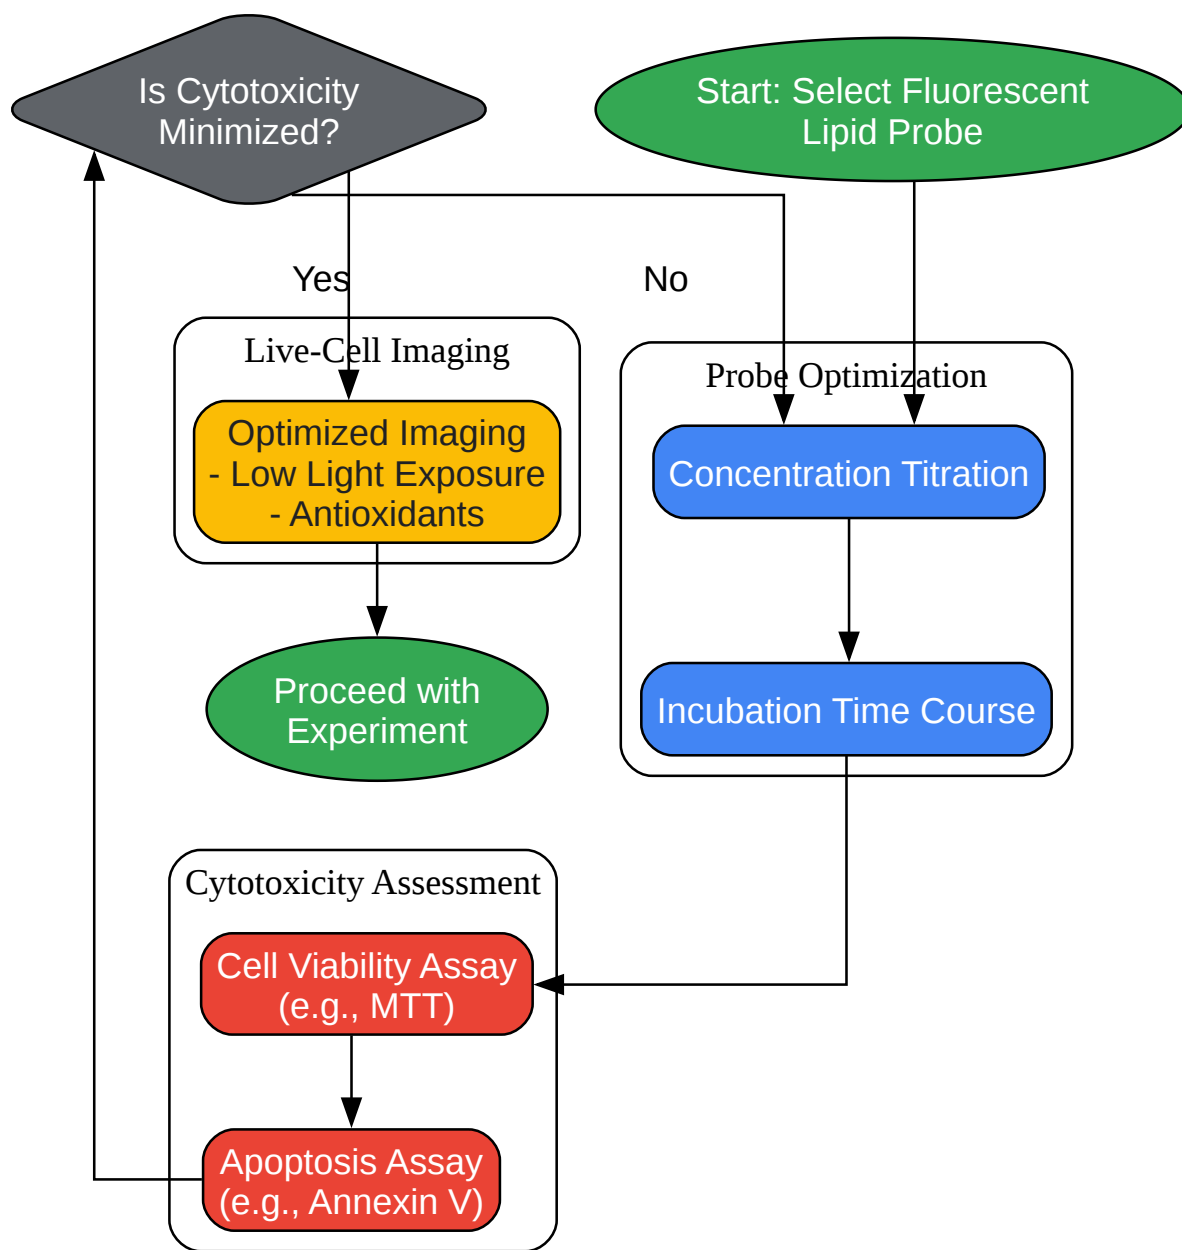 Is Cytotoxicity
Minimized?
Start: Select Fluorescent
Lipid Probe
Yes
No
Live-Cell Imaging
Optimized Imaging
- Low Light Exposure
- Antioxidants
Probe Optimization
Concentration Titration
Proceed with
Experiment
Incubation Time Course
Cytotoxicity Assessment
Cell Viability Assay
(e.g., MTT)
Apoptosis Assay
(e.g., Annexin V)